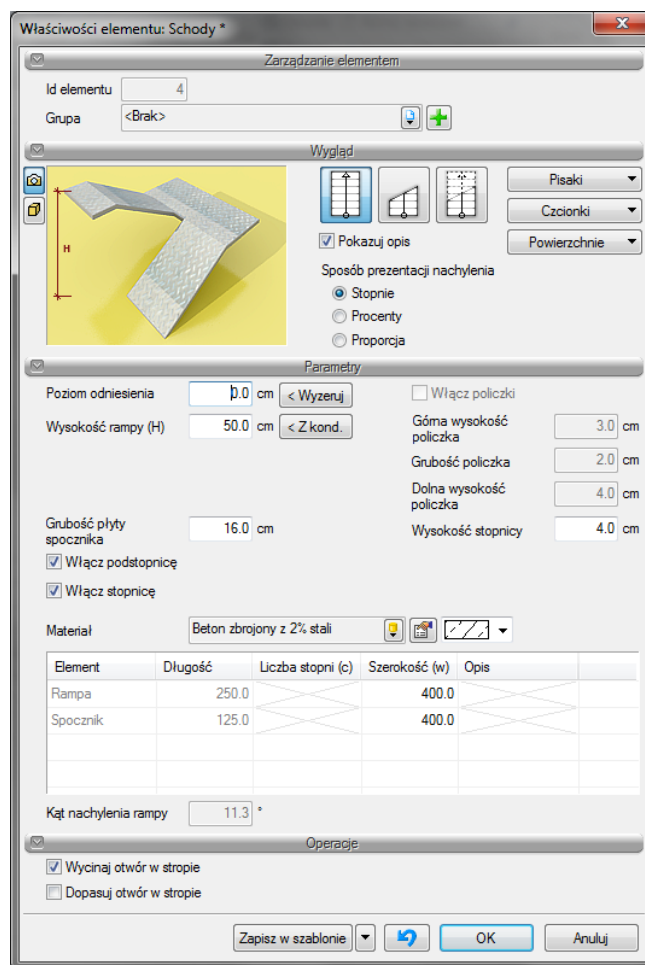 Właściwości elementu: Schody *
Zarządzanie elementem
Id elementu 4
Grupa <Brak>
Wygląd
H
Pisaki
Czcionki
Pokazuj opis Powierzchnie
Sposób prezentacji nachylenia
Stopnie
Procenty
Proporcja
Parametry
Poziom odniesienia 0.0 cm < Wyzeruj Włącz policzki
Wysokość rampy (H) 50.0 cm < Z kond. Górna wysokość policzka 3.0 cm
Grubość policzka 2.0 cm
Dolna wysokość policzka 4.0 cm
Grubość płyty spocznika 16.0 cm Wysokość stopnicy 4.0 cm
Włącz podstopnicę
Włącz stopnicę
Materiał Beton zbrojony z 2% stali
Element Długość Liczba stopni (c) Szerokość (w) Opis
Rampa 250.0 400.0
Spocznik 125.0 400.0
Kąt nachylenia rampy 11.3 °
Operacje
Wycinaj otwór w stropie
Dopasuj otwór w stropie
Zapisz w szablonie OK Anuluj